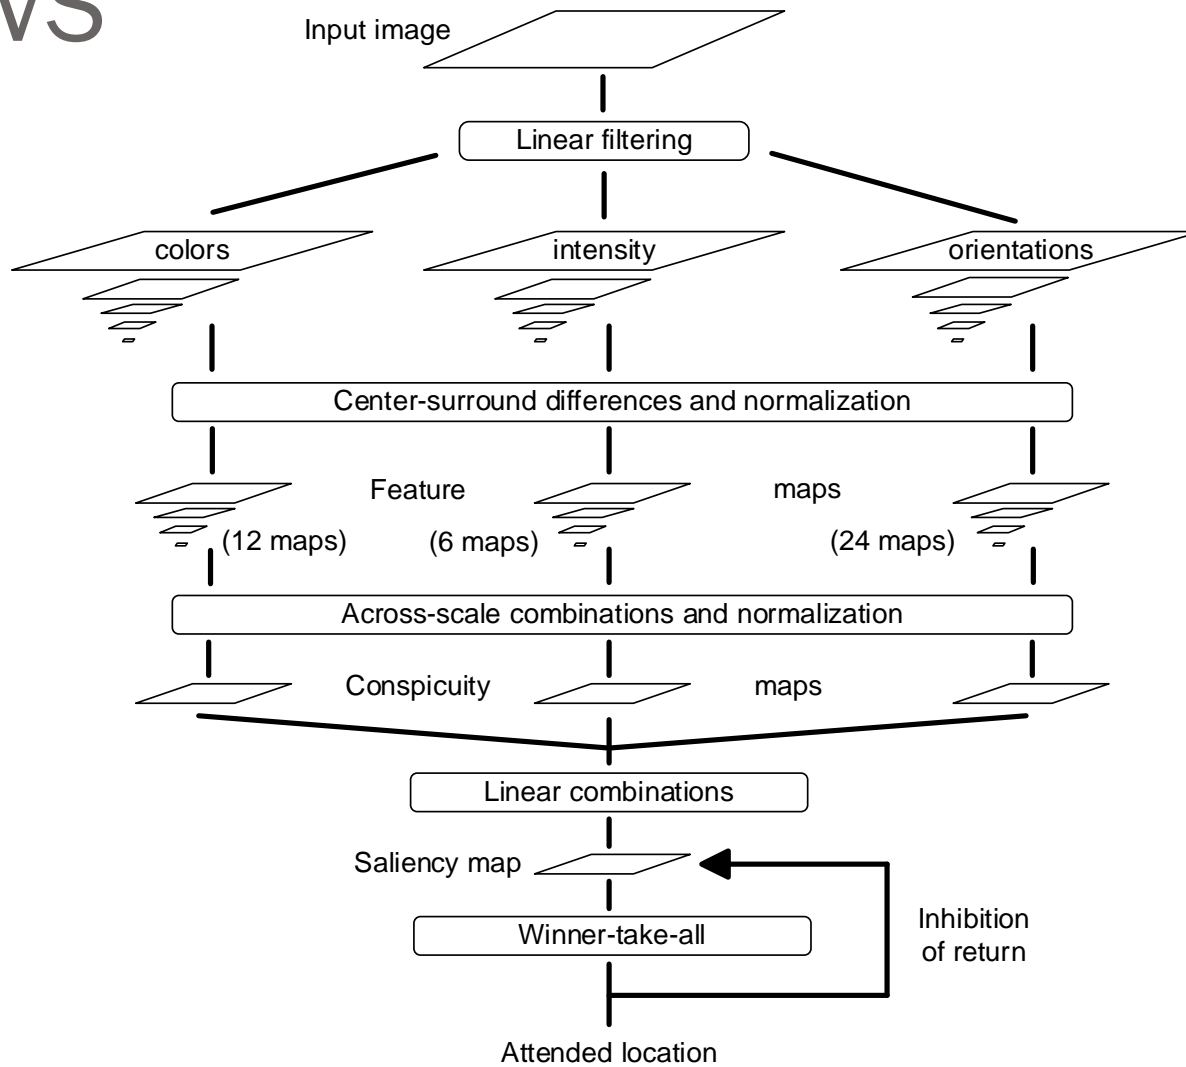 vs
Input image
Linear filtering
colors
intensity
orientations
Center-surround differences and normalization
Feature maps
(12 maps)
(6 maps)
(24 maps)
Across-scale combinations and normalization
Conspicuity maps
Linear combinations
Saliency map
Winner-take-all
Inhibition
of return
Attended location